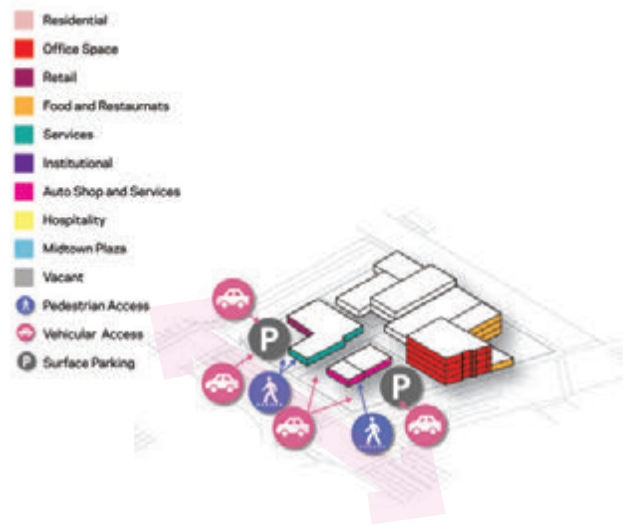 Residential
Office Space
Retail
Food and Restaurnats
Services
Institutional
Auto Shop and Services
Hospitality
Midtown Plaza
Vacant
Pedestrian Access
Vehicular Access
P Surface Parking
P
P